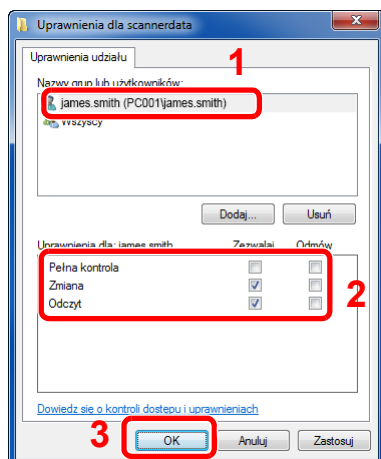 Uprawnienia dla scannerdata
Uprawnienia udziału
1
Nazwy grup lub użytkowników:
james.smith (PC001\james.smith)
Wszyscy
Dodaj...
Usuń
Uprawnienia dla: james.smith Zezwalaj Odmów
Pełna kontrola
Zmiana
Odczyt
2
Dowiedz się o kontroli dostępu i uprawnieniach
3
OK
Anuluj
Zastosuj